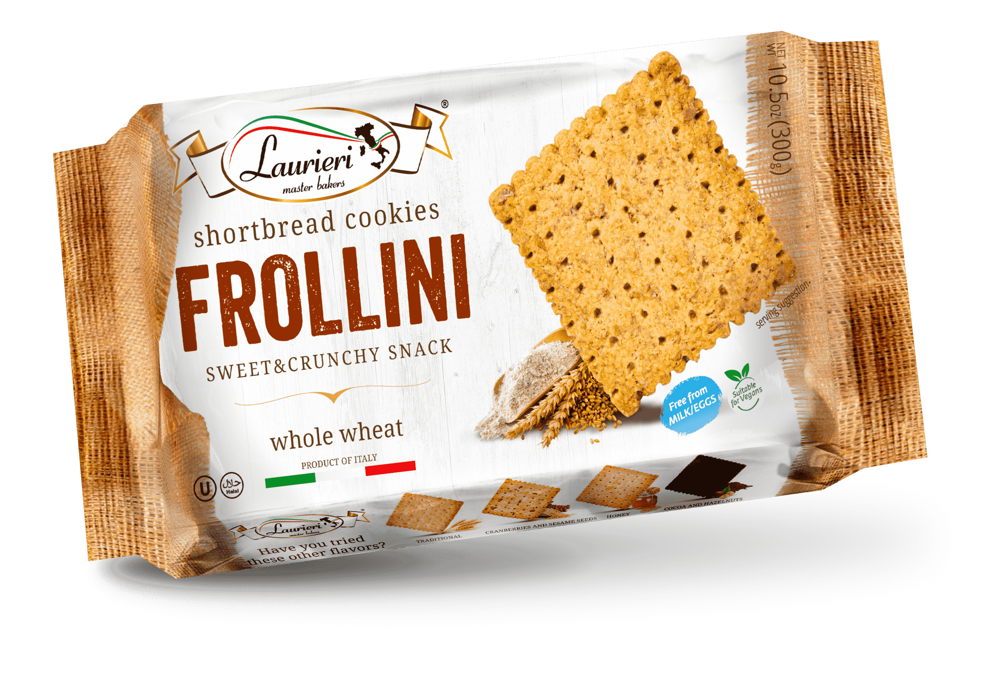 Laurieri
master bakers
®
shortbread cookies
FROLLINI
SWEET&CRUNCHY SNACK
whole wheat
PRODUCT OF ITALY
U
حلال
Halal
NET
WT 10.5oz (300g)
serving suggestion.
Free from
MILK/EGGS
Suitable
for Vegans
Laurieri
master bakers
®
Have you tried
these other flavors?
TRADITIONAL
CRANBERRIES AND SESAME SEEDS
HONEY
COCOA AND HAZELNUTS